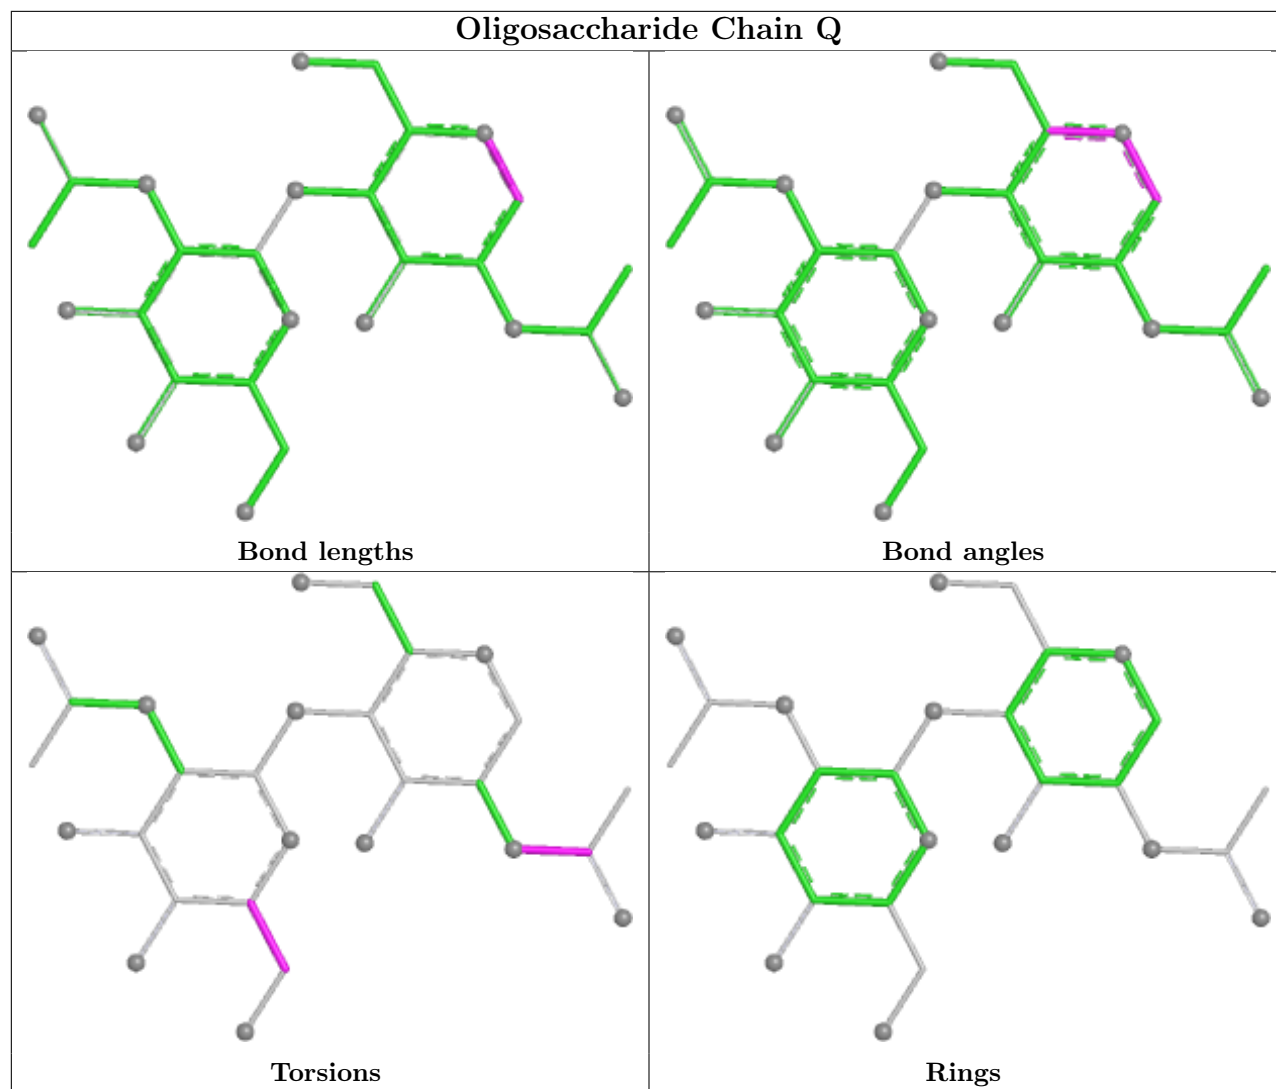 Oligosaccharide Chain Q
Bond lengths
Bond angles
Torsions
Rings